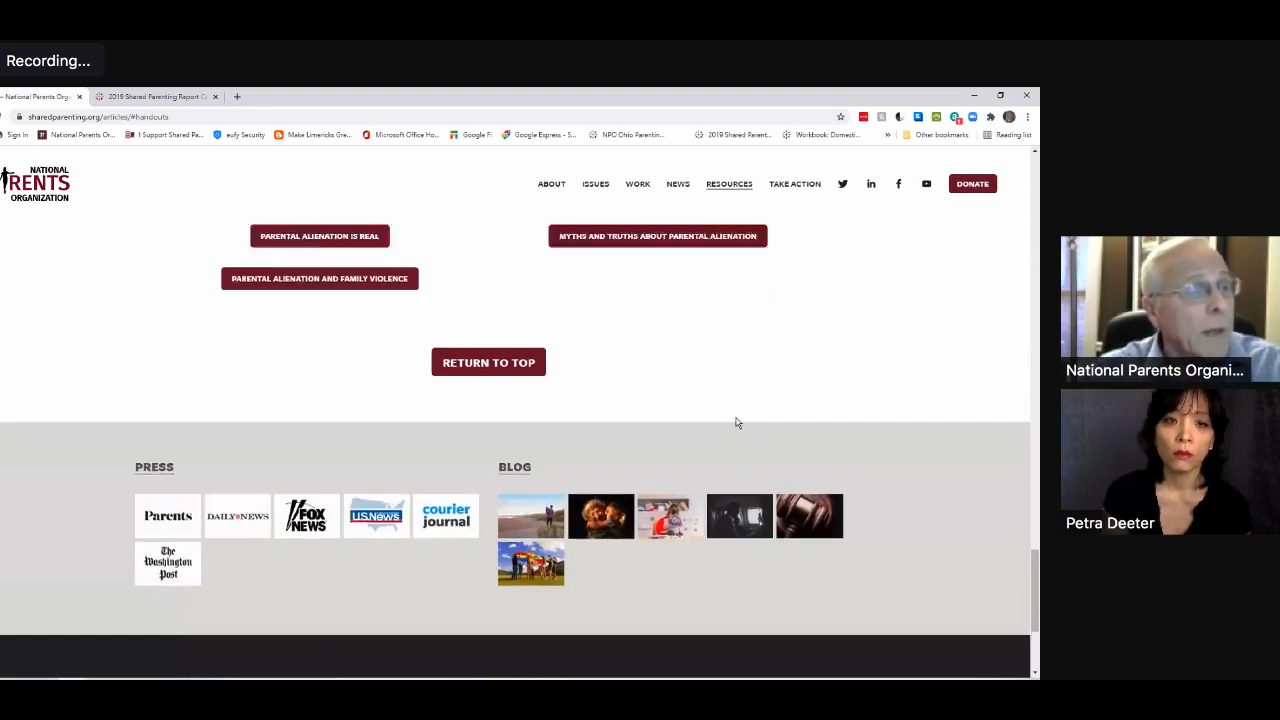 Recording...
– National Parents Org
2019 Shared Parenting Report C
sharedparenting.org/articles/#handouts
Sign In
National Parents Or...
! Support Shared Pa...
eufy Security
Make Limericks Gre...
Microsoft Office Ho...
Google Fi
Google Express - S...
NPO Ohio Parentin...
2019 Shared Parent...
Workbook: Domesti...
»
Other bookmarks
Reading list
NATIONAL
RENTS
ORGANIZATION
ABOUT
ISSUES
WORK
NEWS
RESOURCES
TAKE ACTION
DONATE
PARENTAL ALIENATION IS REAL
MYTHS AND TRUTHS ABOUT PARENTAL ALIENATION
PARENTAL ALIENATION AND FAMILY VIOLENCE
RETURN TO TOP
PRESS
BLOG
Parents
DAILY NEWS
FOX
NEWS
U.S.News
courier
journal
The
Washington
Post
National Parents Organi...
Petra Deeter